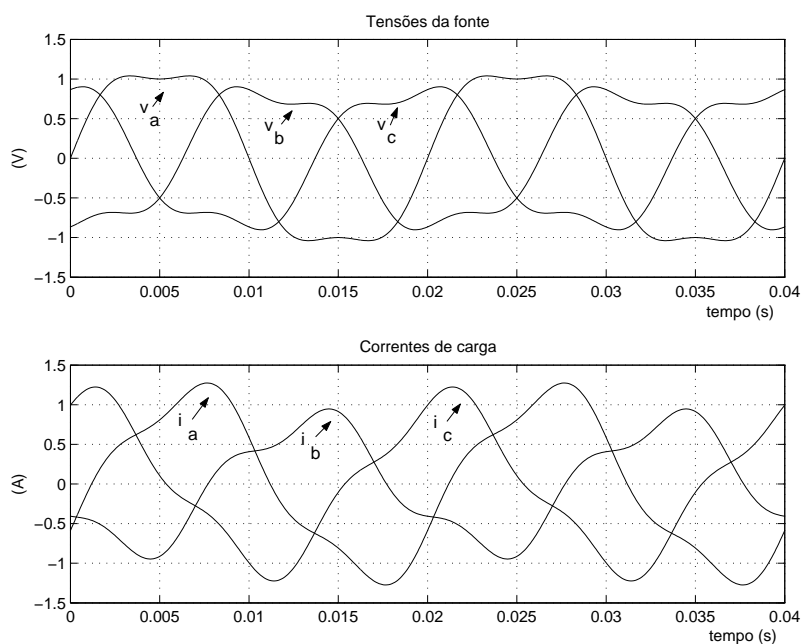 Tensões da fonte
1.5
1
0.5
0
−0.5
−1
−1.5
(V)
v a
v b
v c
0 0.005 0.01 0.015 0.02 0.025 0.03 0.035 0.04
tempo (s)
Correntes de carga
1.5
1
0.5
0
−0.5
−1
−1.5
(A)
i a
i b
i c
0 0.005 0.01 0.015 0.02 0.025 0.03 0.035 0.04
tempo (s)